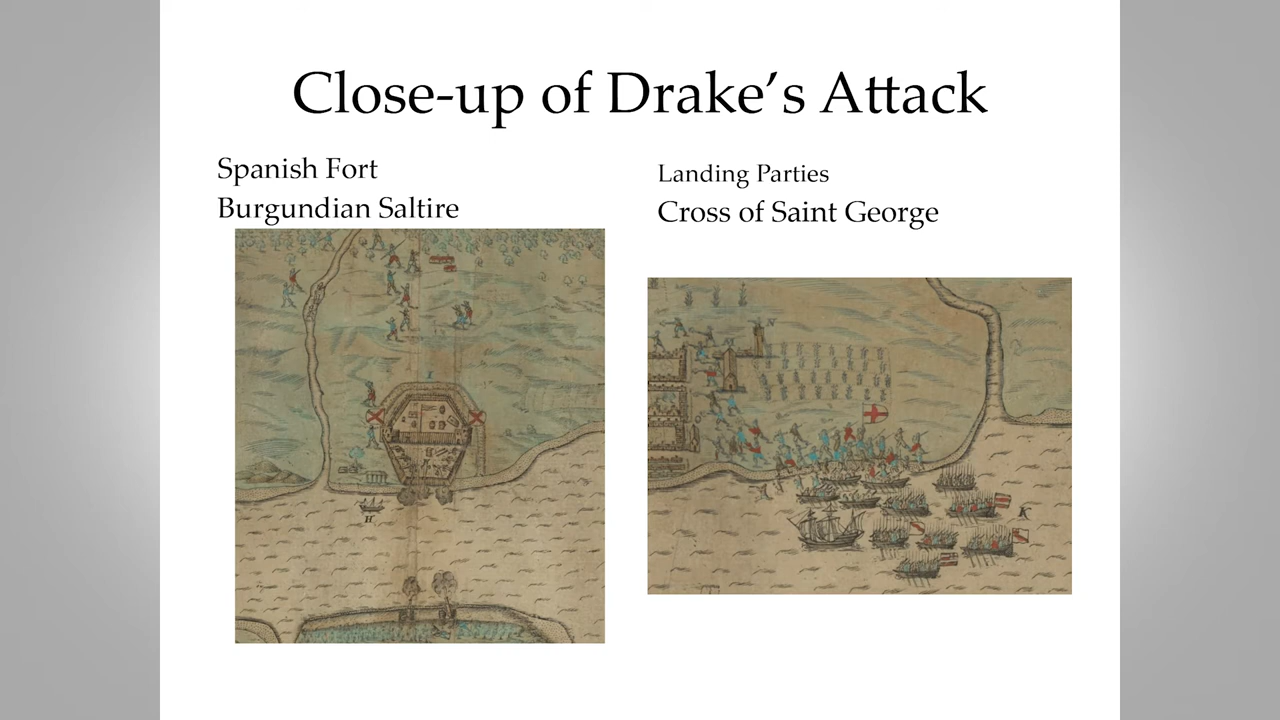 Close-up of Drake’s Attack
Spanish Fort
Burgundian Saltire
Landing Parties
Cross of Saint George
H
K
N